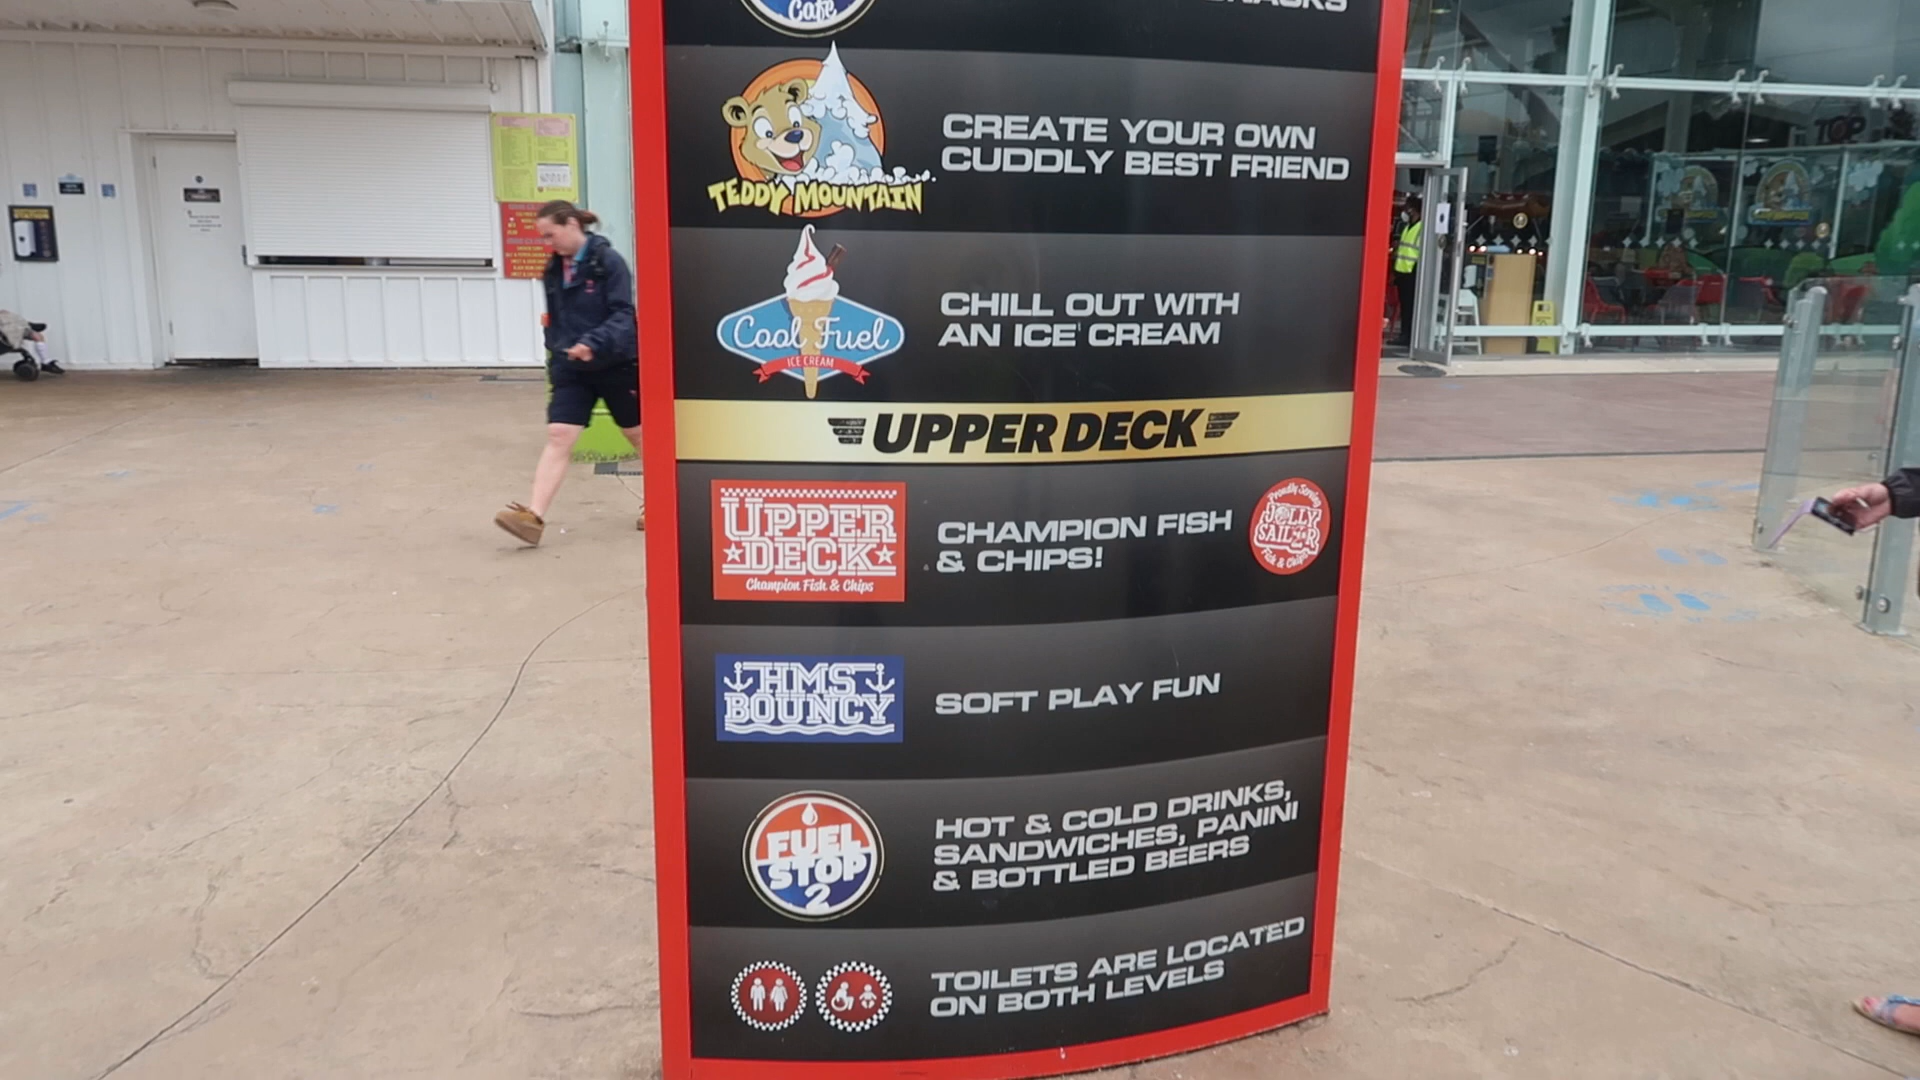 Café
SNACKS
TEDDY MOUNTAIN
CREATE YOUR OWN
CUDDLY BEST FRIEND
Cool Fuel
ICE CREAM
CHILL OUT WITH
AN ICE CREAM
UPPER DECK
UPPER
DECK
Champion Fish & Chips
CHAMPION FISH
& CHIPS!
Proudly Serving
JOLLY
SAILOR
Fish & Chips
HMS
BOUNCY
SOFT PLAY FUN
FUEL
STOP
2
HOT & COLD DRINKS,
SANDWICHES, PANINI
& BOTTLED BEERS
TOILETS ARE LOCATED
ON BOTH LEVELS
TOP